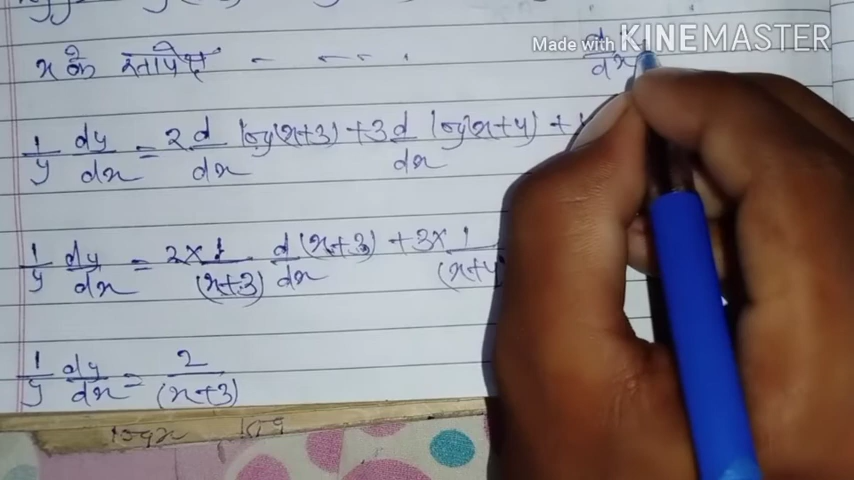 x के सापेक्ष - - - - .
d/dx
Made with KINEMASTER
1/y dy/dx = 2 d/dx log(x+3) + 3 d/dx log(x+4) +
1/y dy/dx = 2×1/(x+3) d/dx (x+3) + 3×1/(x+4)
1/y dy/dx = 2/(x+3)